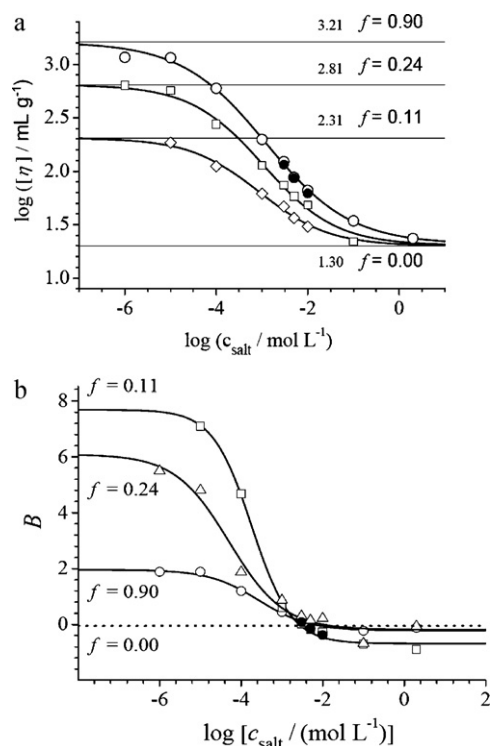 a
3.21 f = 0.90
2.81 f = 0.24
2.31 f = 0.11
1.30 f = 0.00
log ([η] / mL g⁻¹)
3.0
2.5
2.0
1.5
1.0
-6 -4 -2 0
log (c_salt / mol L⁻¹)
b
f = 0.11
f = 0.24
f = 0.90
f = 0.00
B
8
6
4
2
0
-6 -4 -2 0 2
log [c_salt / (mol L⁻¹)]